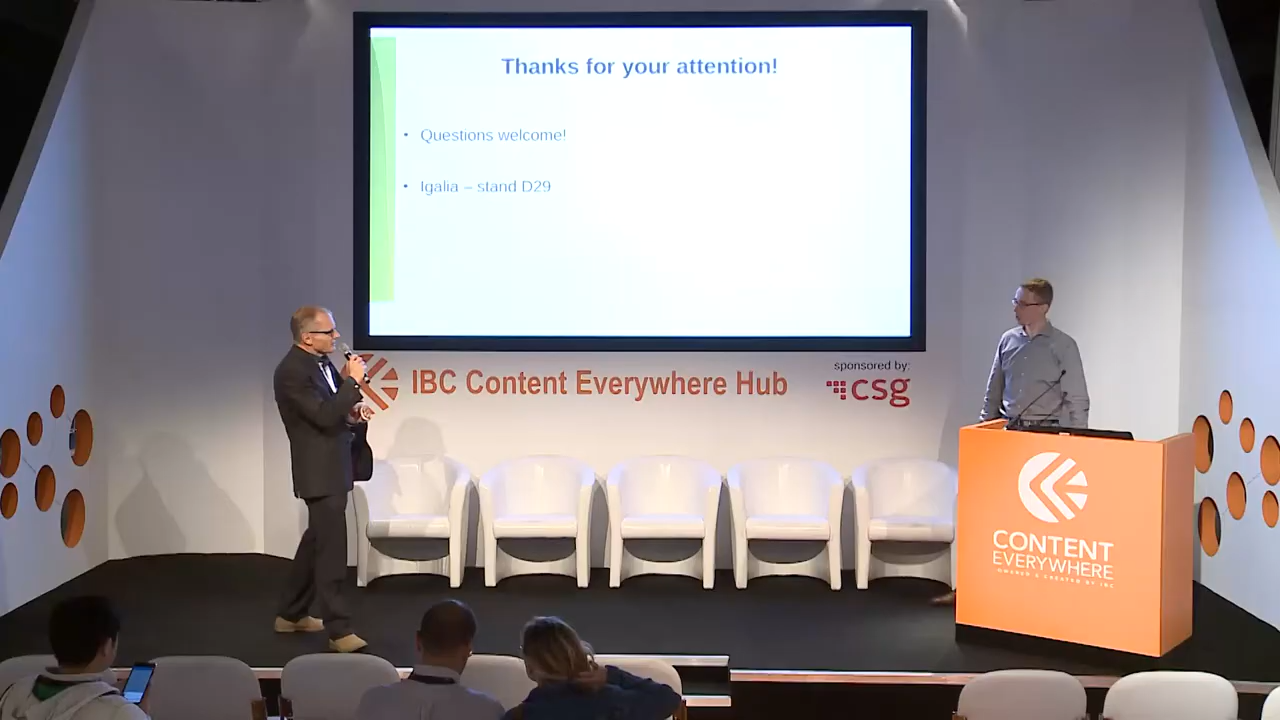 Thanks for your attention!
• Questions welcome!
• Igalia – stand D29
IBC Content Everywhere Hub
sponsored by:
csg
CONTENT
EVERYWHERE